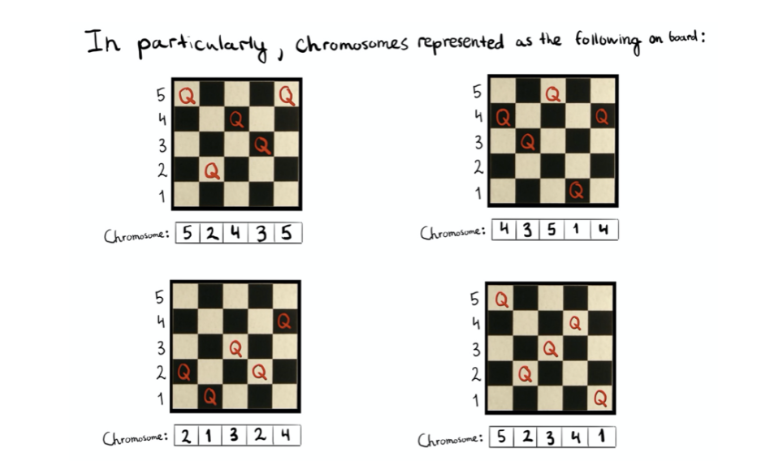 In particularly, chromosomes represented as the following on board:
5 Q Q
4 Q
3 Q
2 Q
1
Chromosome: 5 2 4 3 5
5 Q
4 Q Q
3 Q
2
1 Q
Chromosome: 4 3 5 1 4
5
4 Q
3 Q
2 Q Q
1 Q
Chromosome: 2 1 3 2 4
5 Q
4 Q
3 Q
2 Q
1 Q
Chromosome: 5 2 3 4 1